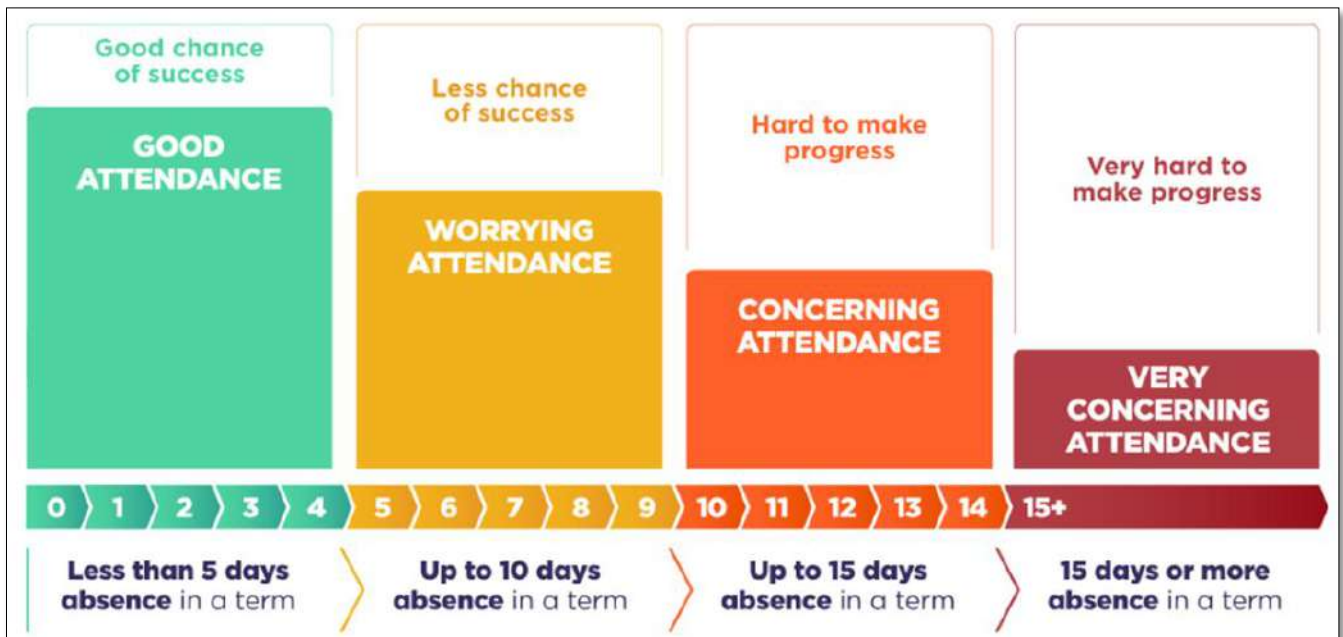 Good chance
of success
GOOD
ATTENDANCE
Less chance
of success
WORRYING
ATTENDANCE
Hard to make
progress
CONCERNING
ATTENDANCE
Very hard to
make progress
VERY
CONCERNING
ATTENDANCE
0 1 2 3 4 5 6 7 8 9 10 11 12 13 14 15+
Less than 5 days
absence in a term
Up to 10 days
absence in a term
Up to 15 days
absence in a term
15 days or more
absence in a term